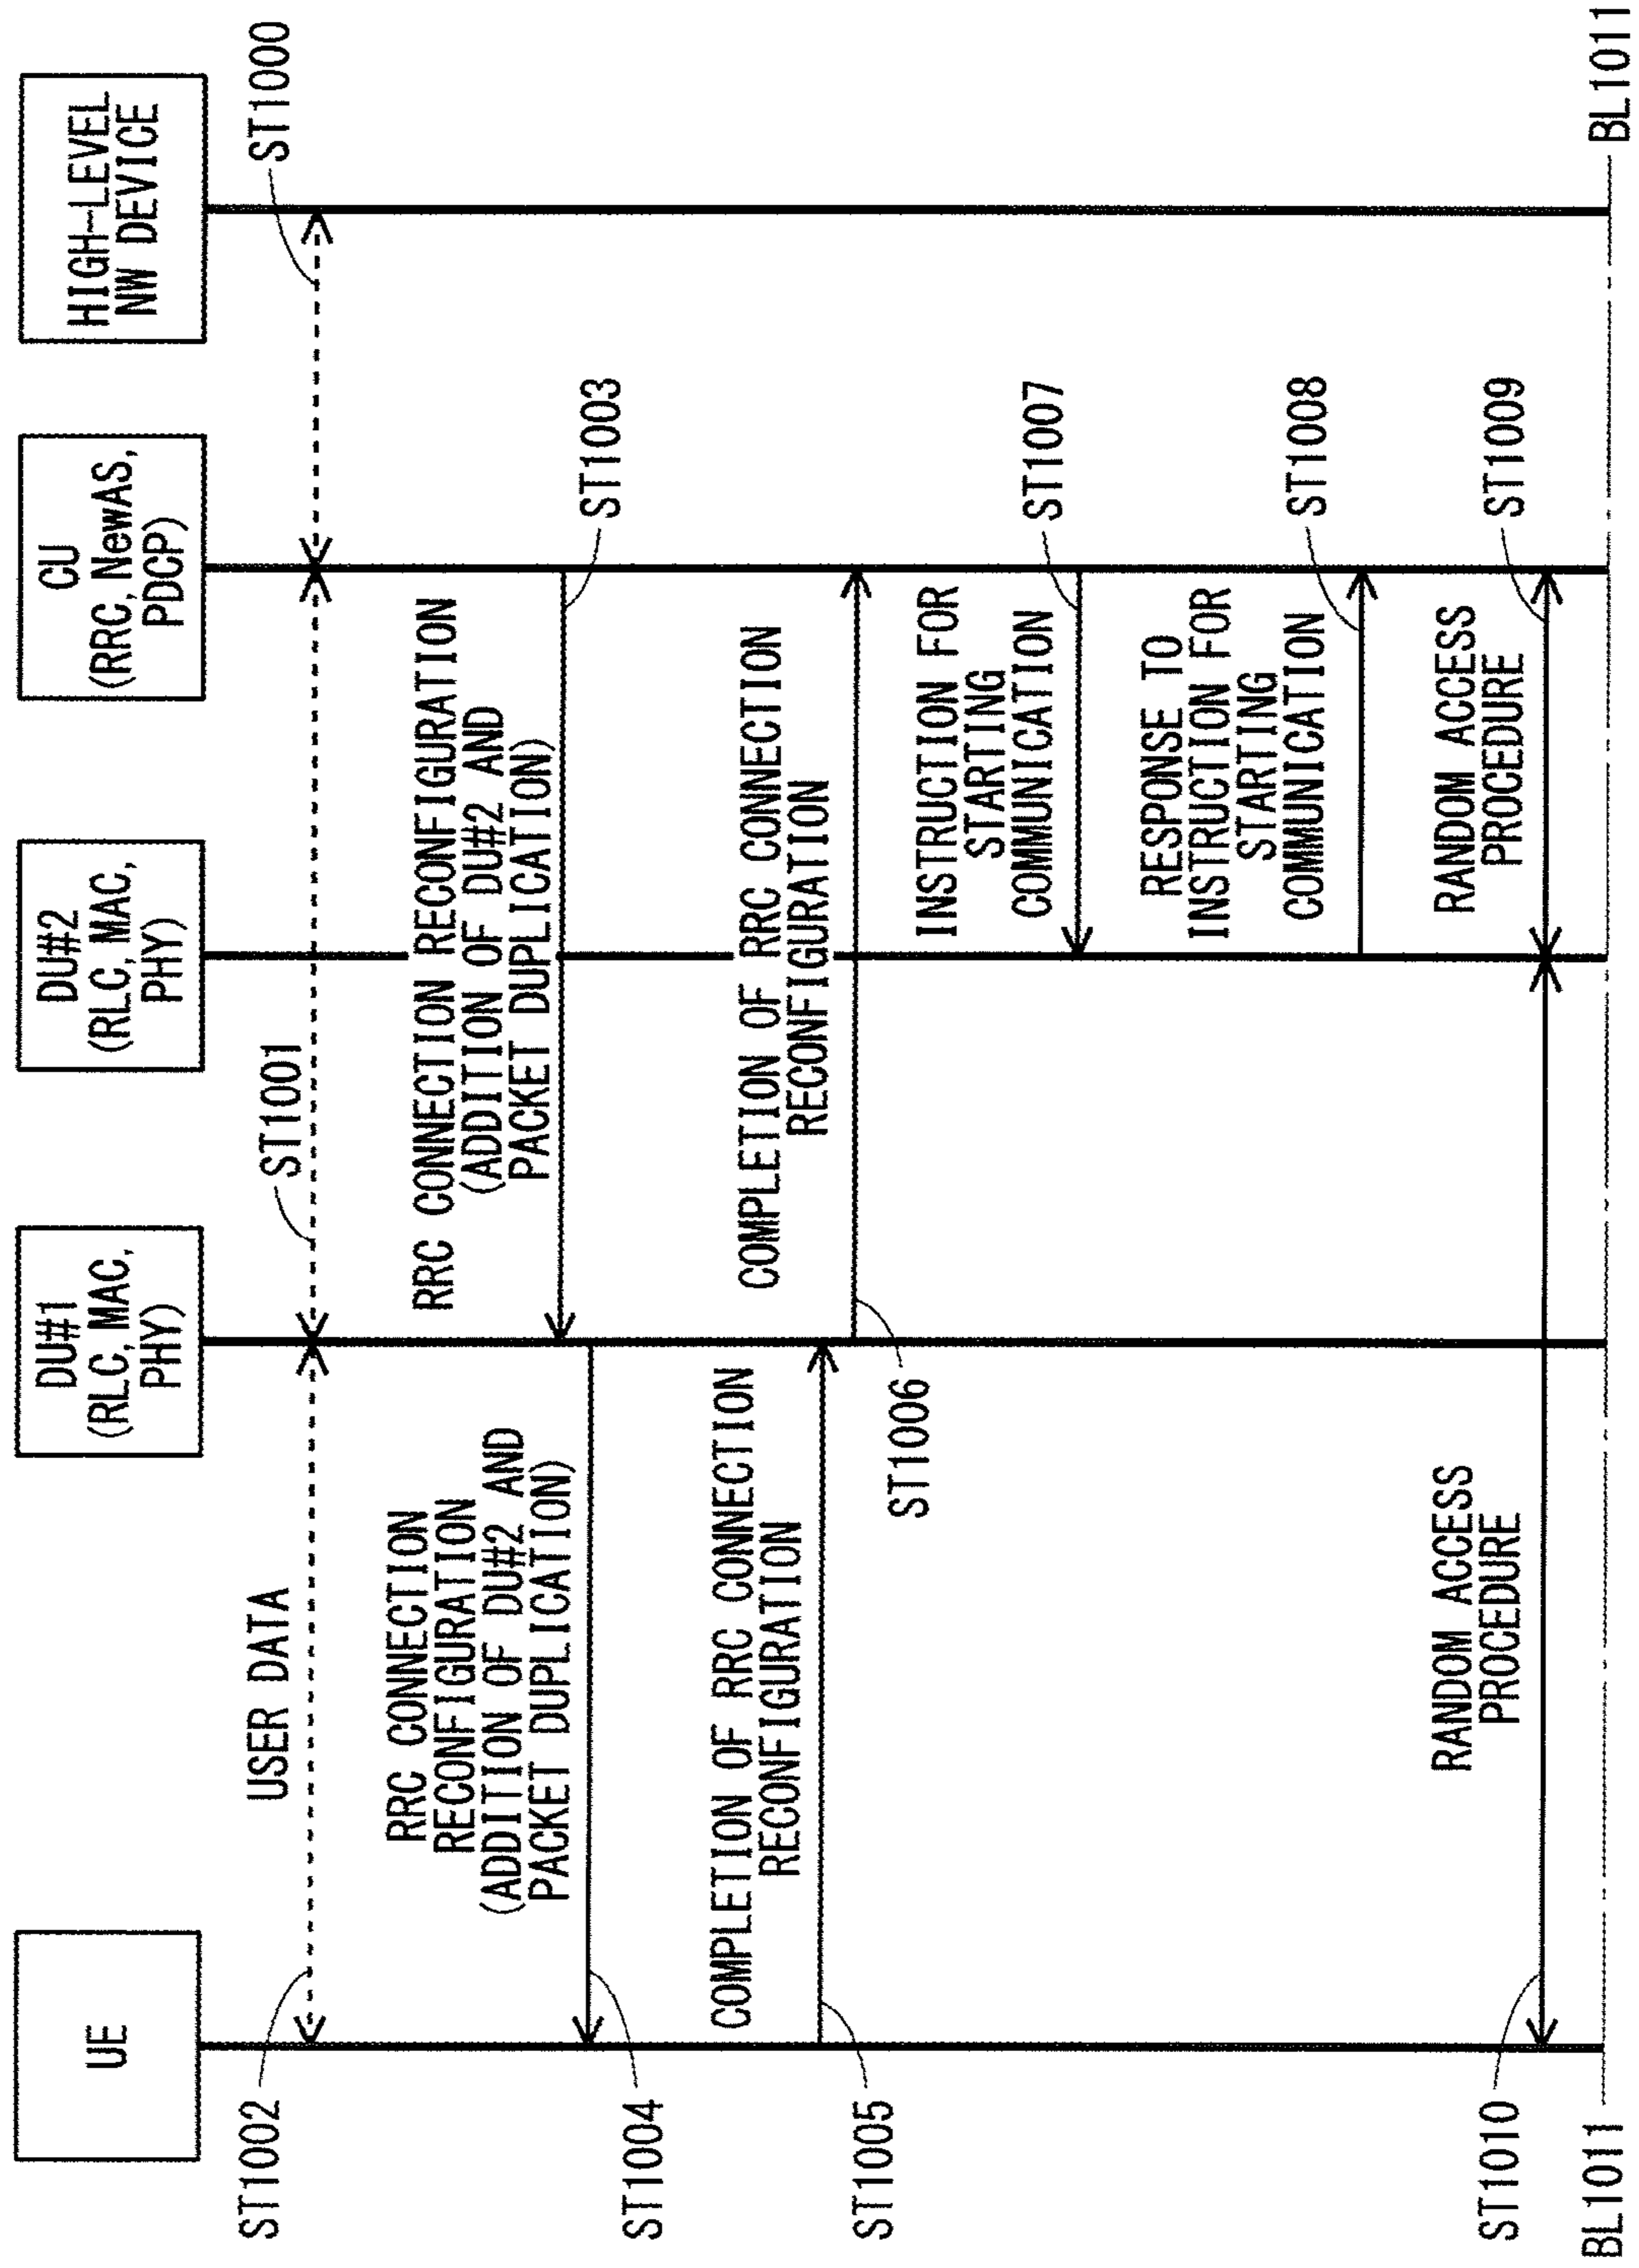 UE
DU#1
(RLC, MAC,
PHY)
DU#2
(RLC, MAC,
PHY)
CU
(RRC, NewAS,
PDCP)
HIGH-LEVEL
NW DEVICE
ST1002
USER DATA
ST1001
ST1000
RRC CONNECTION
RECONFIGURATION
(ADDITION OF DU#2 AND
PACKET DUPLICATION)
ST1004
RRC CONNECTION RECONFIGURATION
(ADDITION OF DU#2 AND
PACKET DUPLICATION)
ST1003
COMPLETION OF RRC CONNECTION
RECONFIGURATION
ST1005
COMPLETION OF RRC CONNECTION
RECONFIGURATION
ST1006
INSTRUCTION FOR
STARTING
COMMUNICATION
ST1007
RESPONSE TO
INSTRUCTION FOR
STARTING
COMMUNICATION
ST1008
RANDOM ACCESS
PROCEDURE
ST1010
RANDOM ACCESS
PROCEDURE
ST1009
BL1011
BL1011